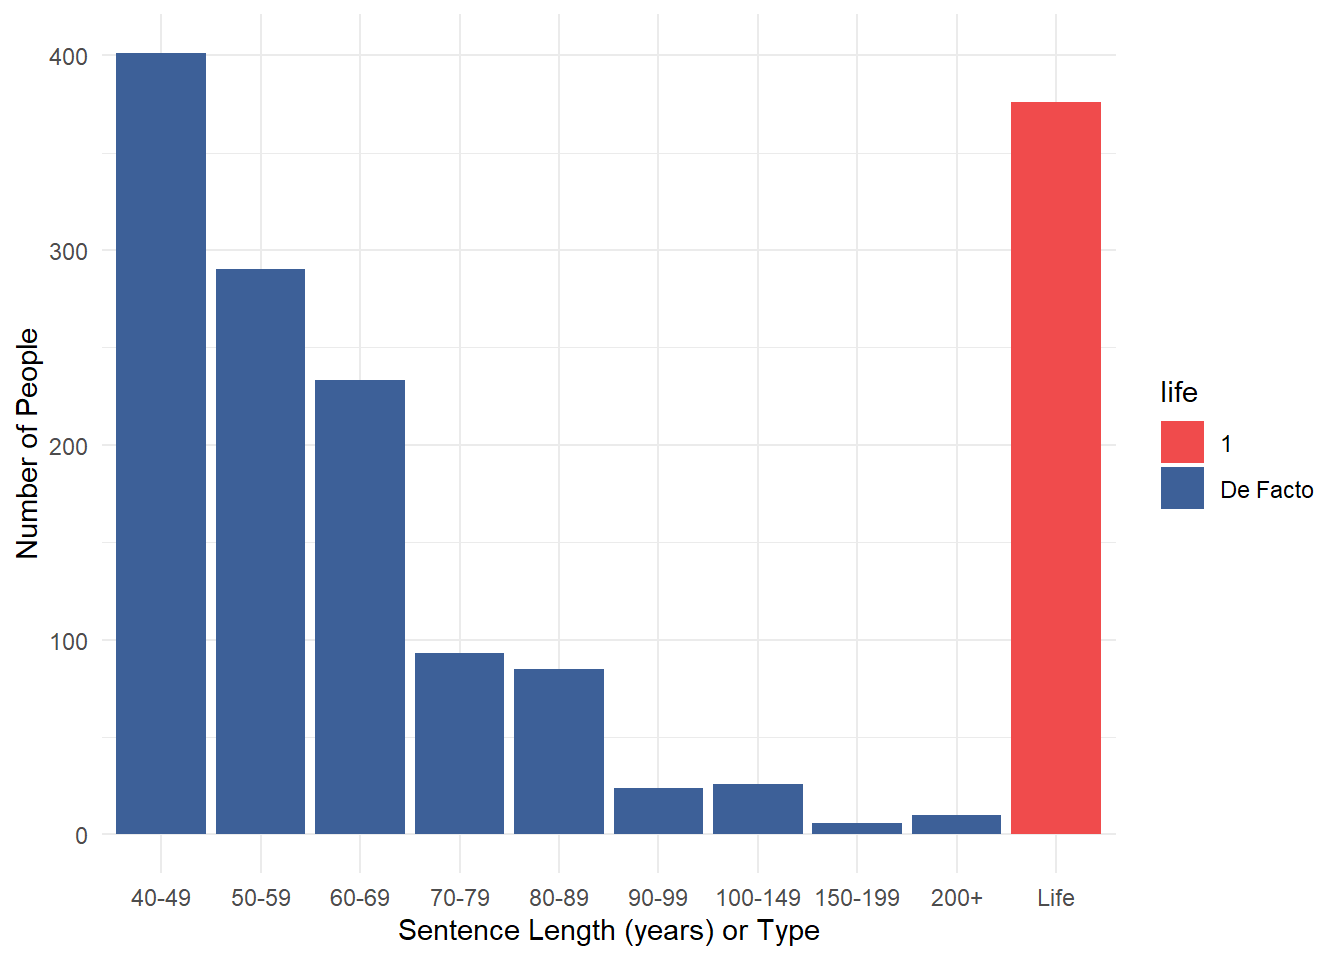 400
300
200
100
0
Number of People
40-49 50-59 60-69 70-79 80-89 90-99 100-149 150-199 200+ Life
Sentence Length (years) or Type
life
1
De Facto